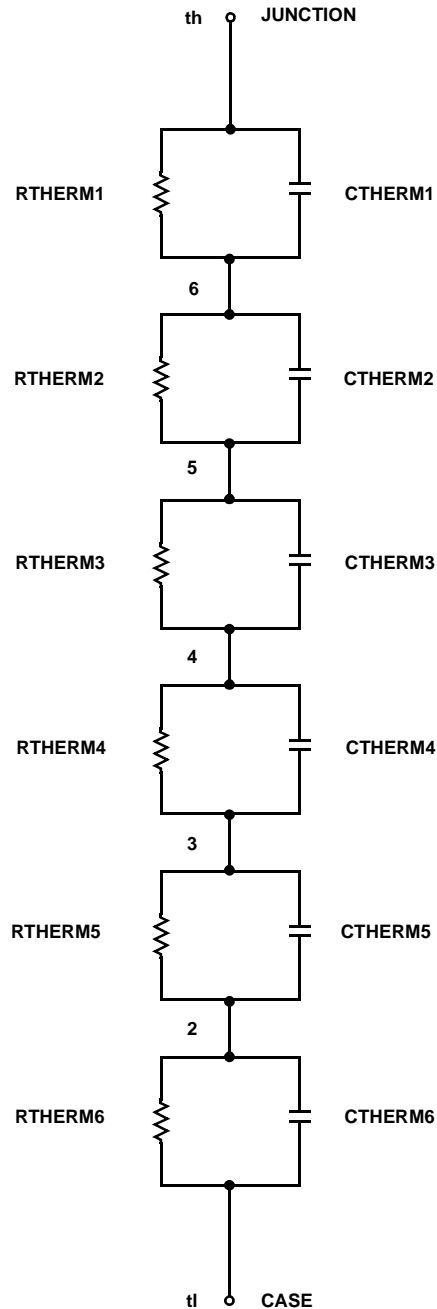 th JUNCTION
RTHERM1 CTHERM1
6
RTHERM2 CTHERM2
5
RTHERM3 CTHERM3
4
RTHERM4 CTHERM4
3
RTHERM5 CTHERM5
2
RTHERM6 CTHERM6
tl CASE